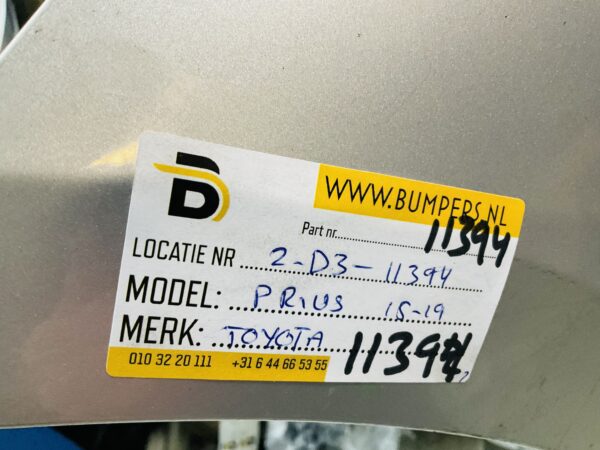 B
WWW.BUMPERS.NL
Part nr. 11394
LOCATIE NR 2-D3-11394
MODEL: PRIUS 15-19
MERK: TOYOTA 11394
010 32 20 111 +31 6 44 66 53 55